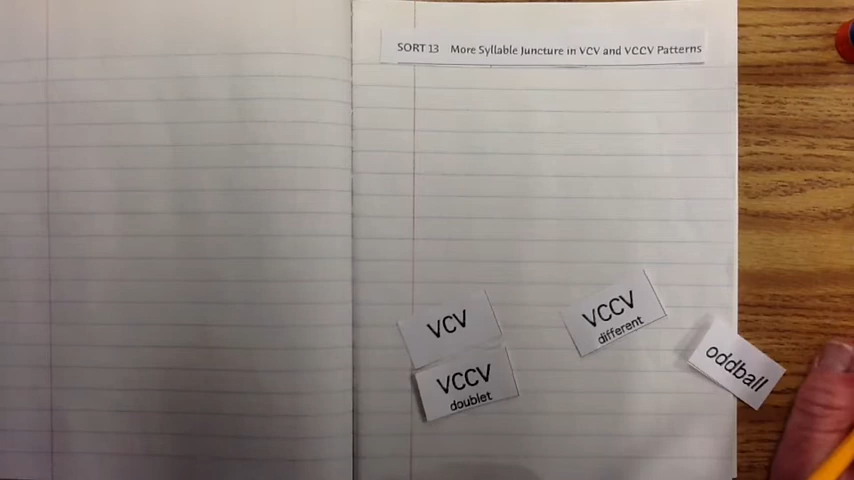 SORT 13 More Syllable Juncture in VCV and VCCV Patterns
VCV
VCCV
doublet
VCCV
different
oddball